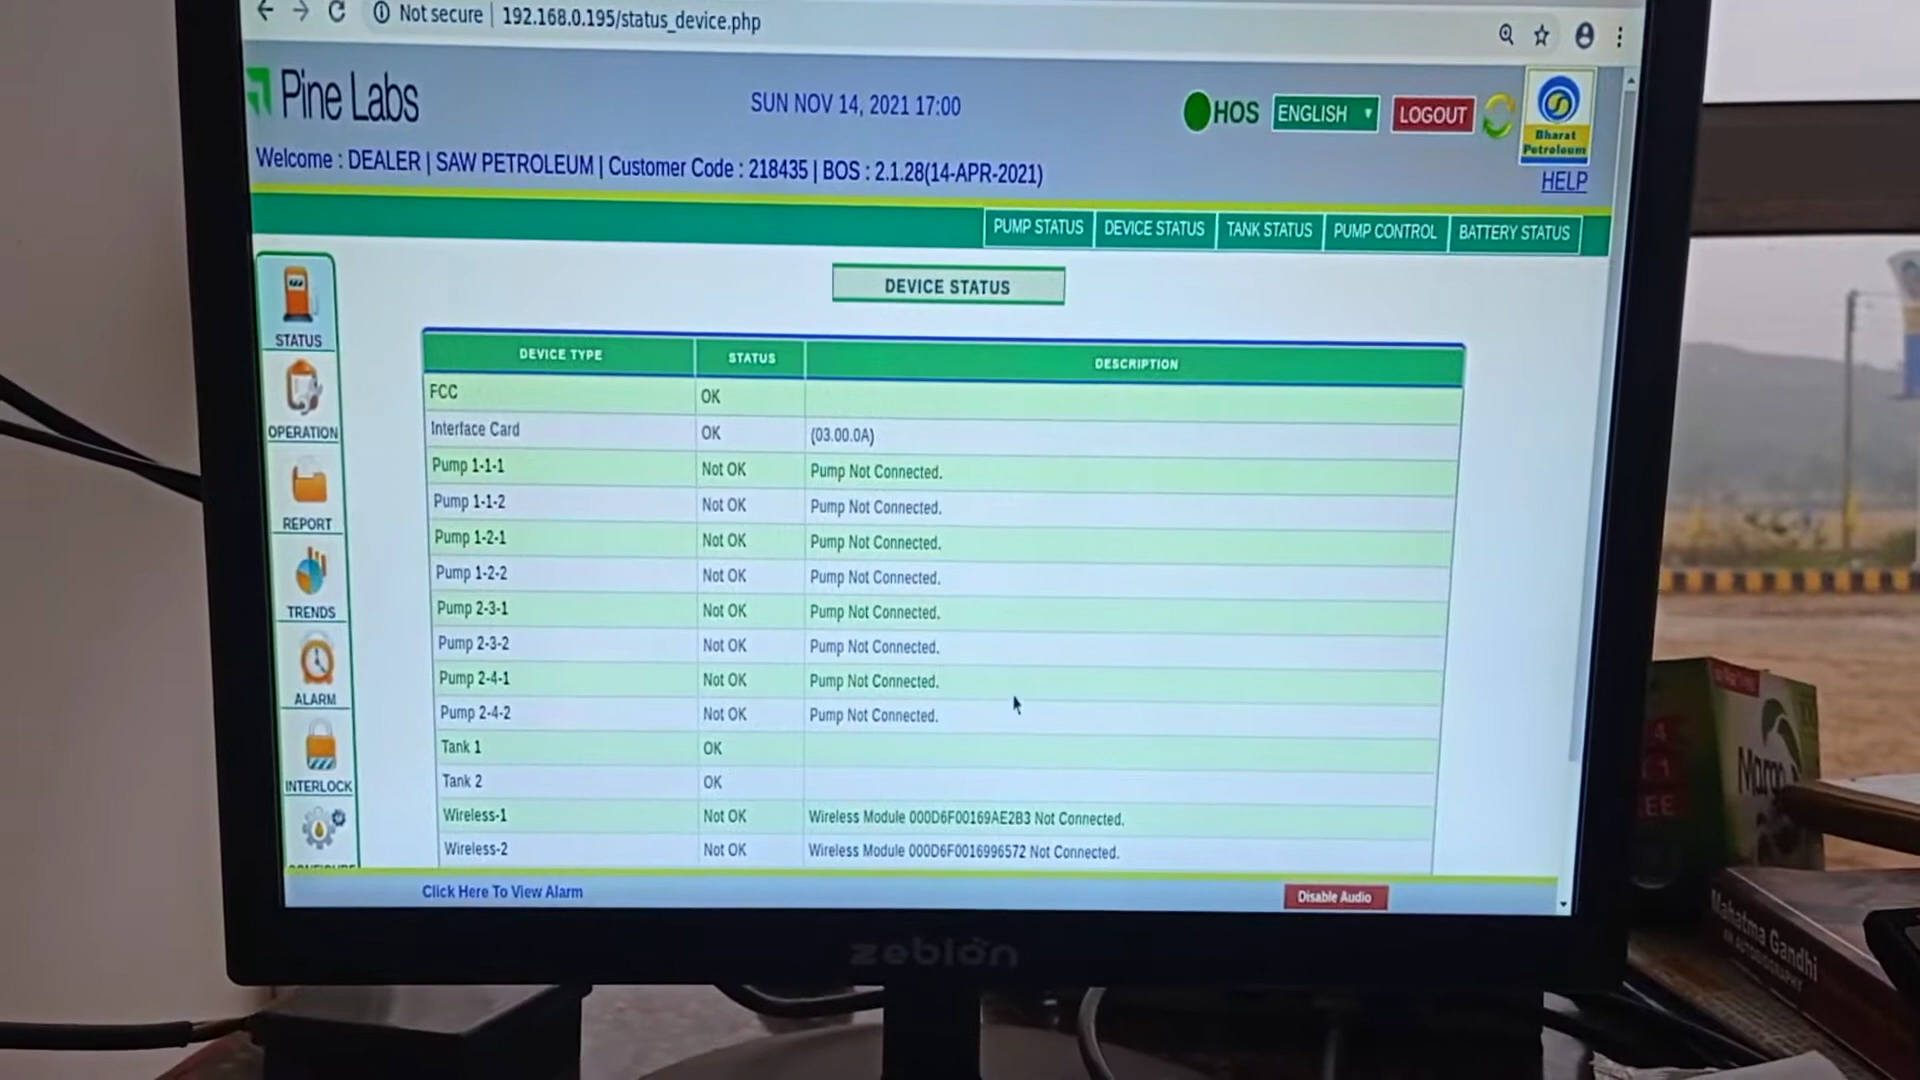 Not secure | 192.168.0.195/status_device.php
Pine Labs
SUN NOV 14, 2021 17:00
HOS
ENGLISH
LOGOUT
Bharat
Petroleum
Welcome : DEALER | SAW PETROLEUM | Customer Code : 218435 | BOS : 2.1.28(14-APR-2021)
HELP
PUMP STATUS DEVICE STATUS TANK STATUS PUMP CONTROL BATTERY STATUS
STATUS
OPERATION
REPORT
TRENDS
ALARM
INTERLOCK
DEVICE STATUS
DEVICE TYPE STATUS DESCRIPTION
FCC OK
Interface Card OK (03.00.0A)
Pump 1-1-1 Not OK Pump Not Connected.
Pump 1-1-2 Not OK Pump Not Connected.
Pump 1-2-1 Not OK Pump Not Connected.
Pump 1-2-2 Not OK Pump Not Connected.
Pump 2-3-1 Not OK Pump Not Connected.
Pump 2-3-2 Not OK Pump Not Connected.
Pump 2-4-1 Not OK Pump Not Connected.
Pump 2-4-2 Not OK Pump Not Connected.
Tank 1 OK
Tank 2 OK
Wireless-1 Not OK Wireless Module 000D6F00169AE2B3 Not Connected.
Wireless-2 Not OK Wireless Module 000D6F0016996572 Not Connected.
Click Here To View Alarm
Disable Audio
zebion
Margo
Mahatma Gandhi
AN AUTOBIOGRAPHY